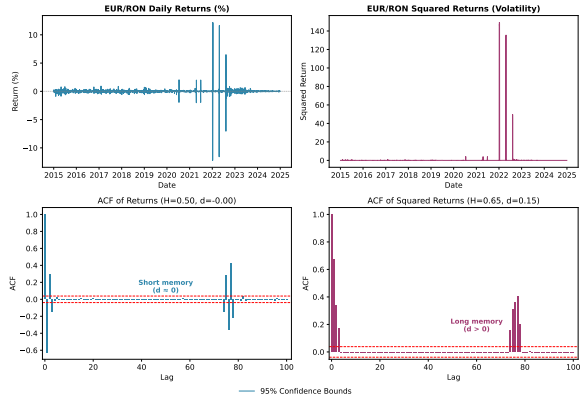 EUR/RON Daily Returns (%)
Return (%)
10
5
0
−5
−10
2015 2016 2017 2018 2019 2020 2021 2022 2023 2024 2025
Date
EUR/RON Squared Returns (Volatility)
Squared Return
140
120
100
80
60
40
20
0
2015 2016 2017 2018 2019 2020 2021 2022 2023 2024 2025
Date
ACF of Returns (H=0.50, d=-0.00)
ACF
1.0
0.8
0.6
0.4
0.2
0.0
−0.2
−0.4
−0.6
Short memory
(d ≈ 0)
0 20 40 60 80 100
Lag
ACF of Squared Returns (H=0.65, d=0.15)
ACF
1.0
0.8
0.6
0.4
0.2
0.0
Long memory
(d > 0)
0 20 40 60 80 100
Lag
95% Confidence Bounds